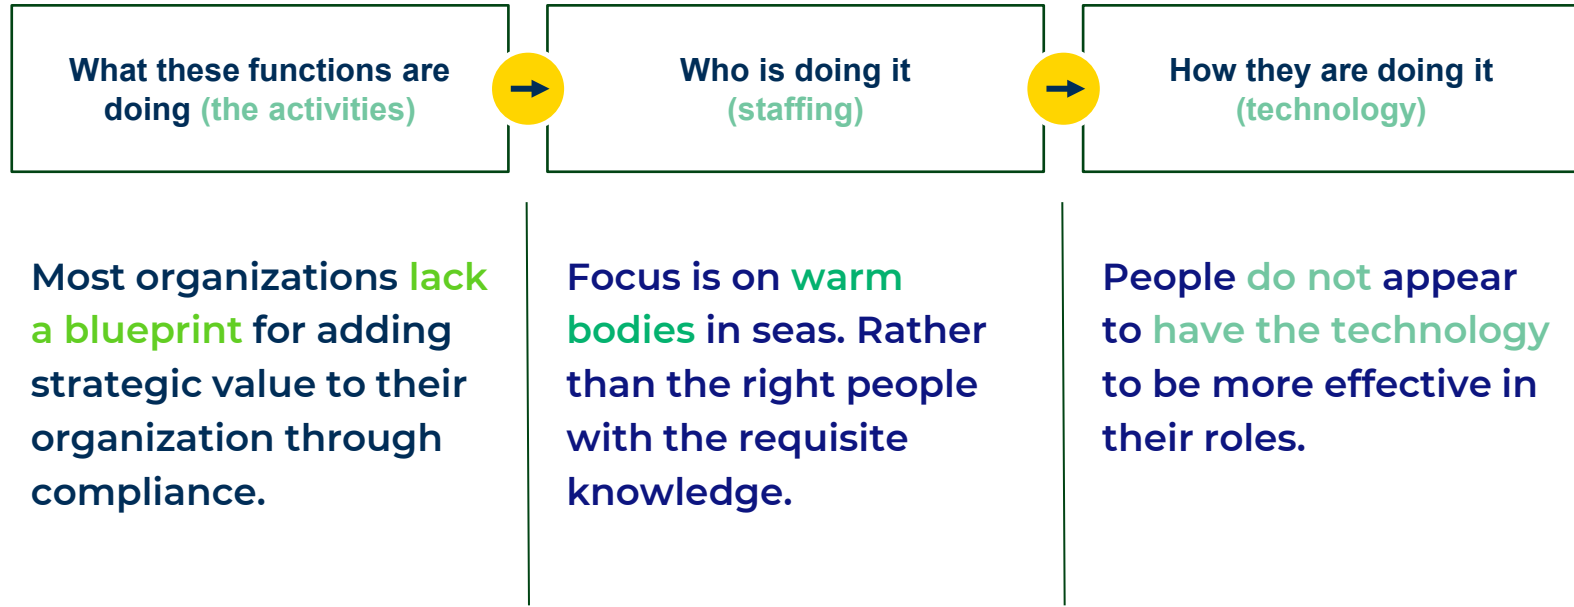 What these functions are
doing (the activities)
Who is doing it
(staffing)
How they are doing it
(technology)
Most organizations lack
a blueprint for adding
strategic value to their
organization through
compliance.
Focus is on warm
bodies in seas. Rather
than the right people
with the requisite
knowledge.
People do not appear
to have the technology
to be more effective in
their roles.